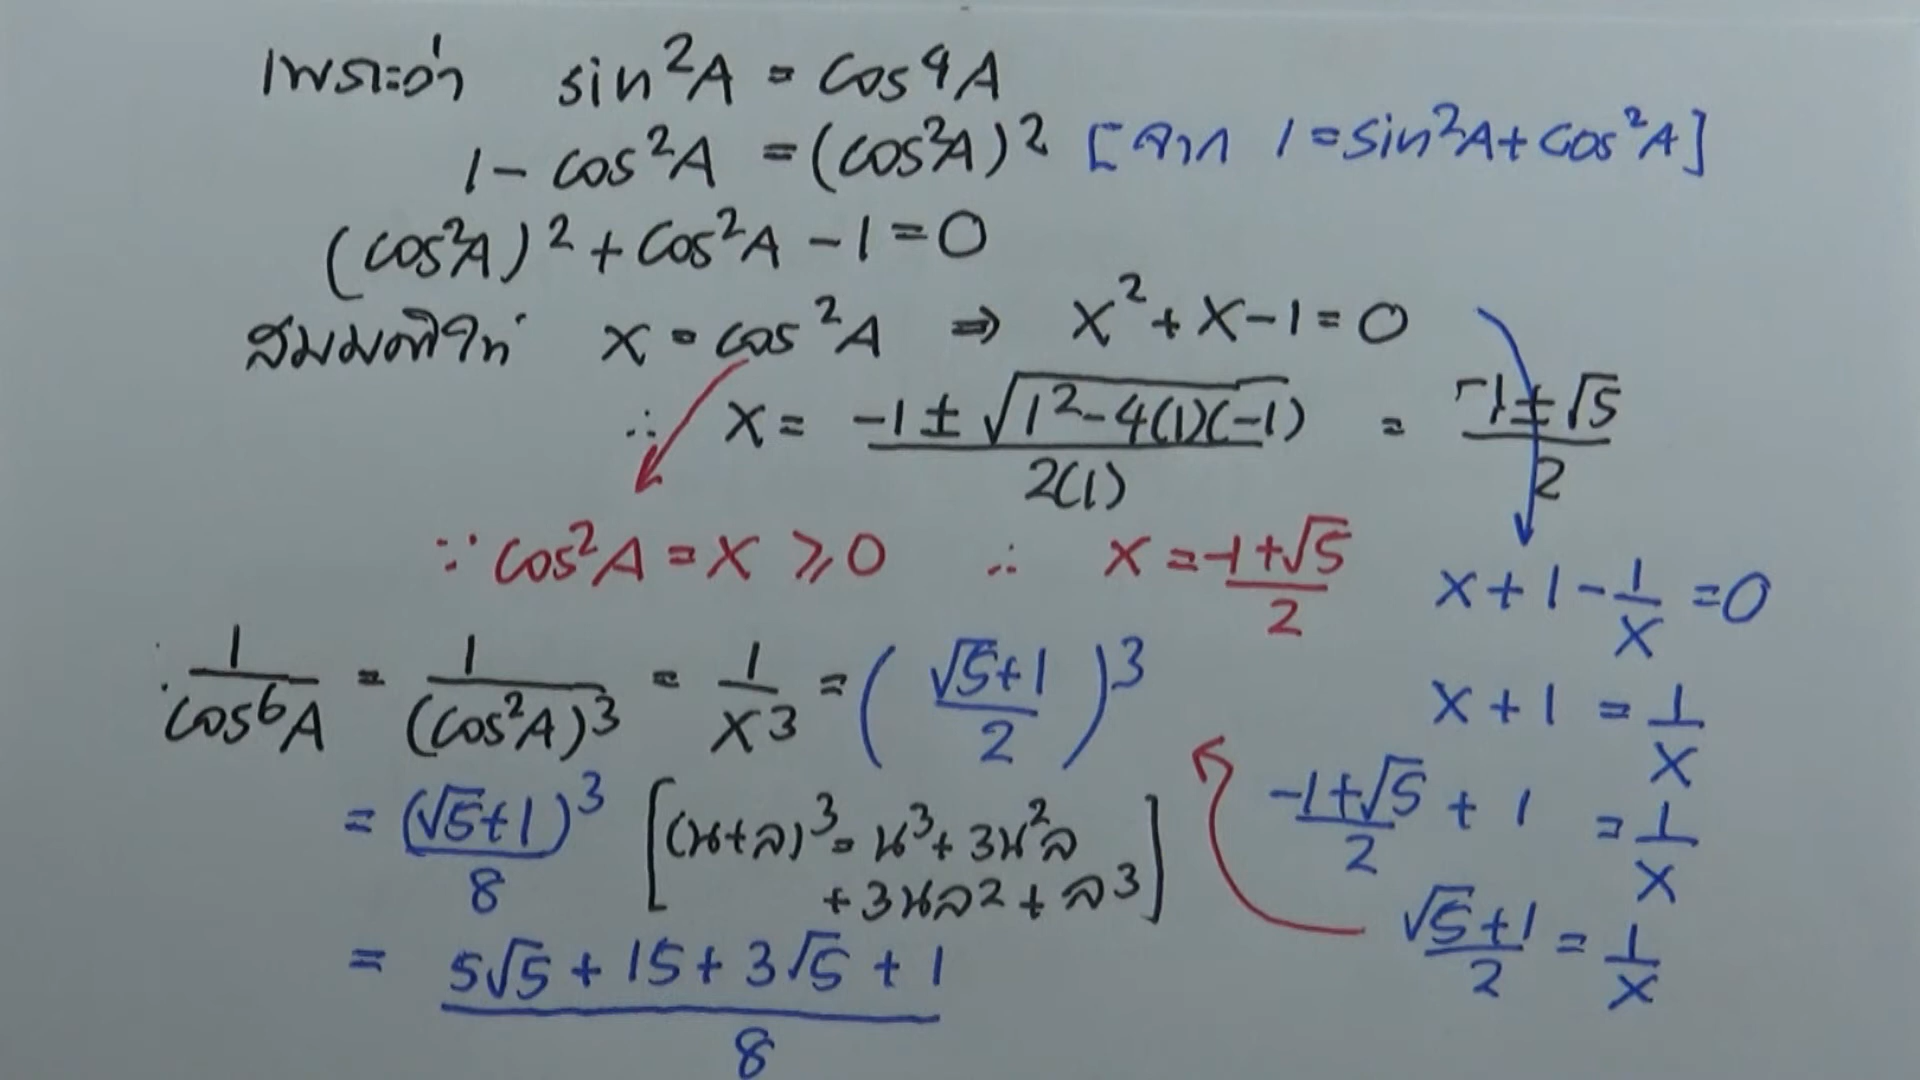 เพราะว่า sin²A = cos⁴A
1 - cos²A = (cos²A)² [จาก 1 = sin²A + cos²A]
(cos²A)² + cos²A - 1 = 0
สมมติให้ x = cos²A ⇒ x² + x - 1 = 0
∴ x = (-1 ± √(1² - 4(1)(-1)))/2(1) = (-1 ± √5)/2
∵ cos²A = x ≥ 0 ∴ x = (-1 + √5)/2
x + 1 - 1/x = 0
x + 1 = 1/x
(-1 + √5)/2 + 1 = 1/x
(√5 + 1)/2 = 1/x
∴ 1/cos⁶A = 1/(cos²A)³ = 1/x³ = ((√5 + 1)/2)³
= (√5 + 1)³/8 [(น + ล)³ = น³ + 3น²ล
+ 3นล² + ล³]
= (5√5 + 15 + 3√5 + 1)/8